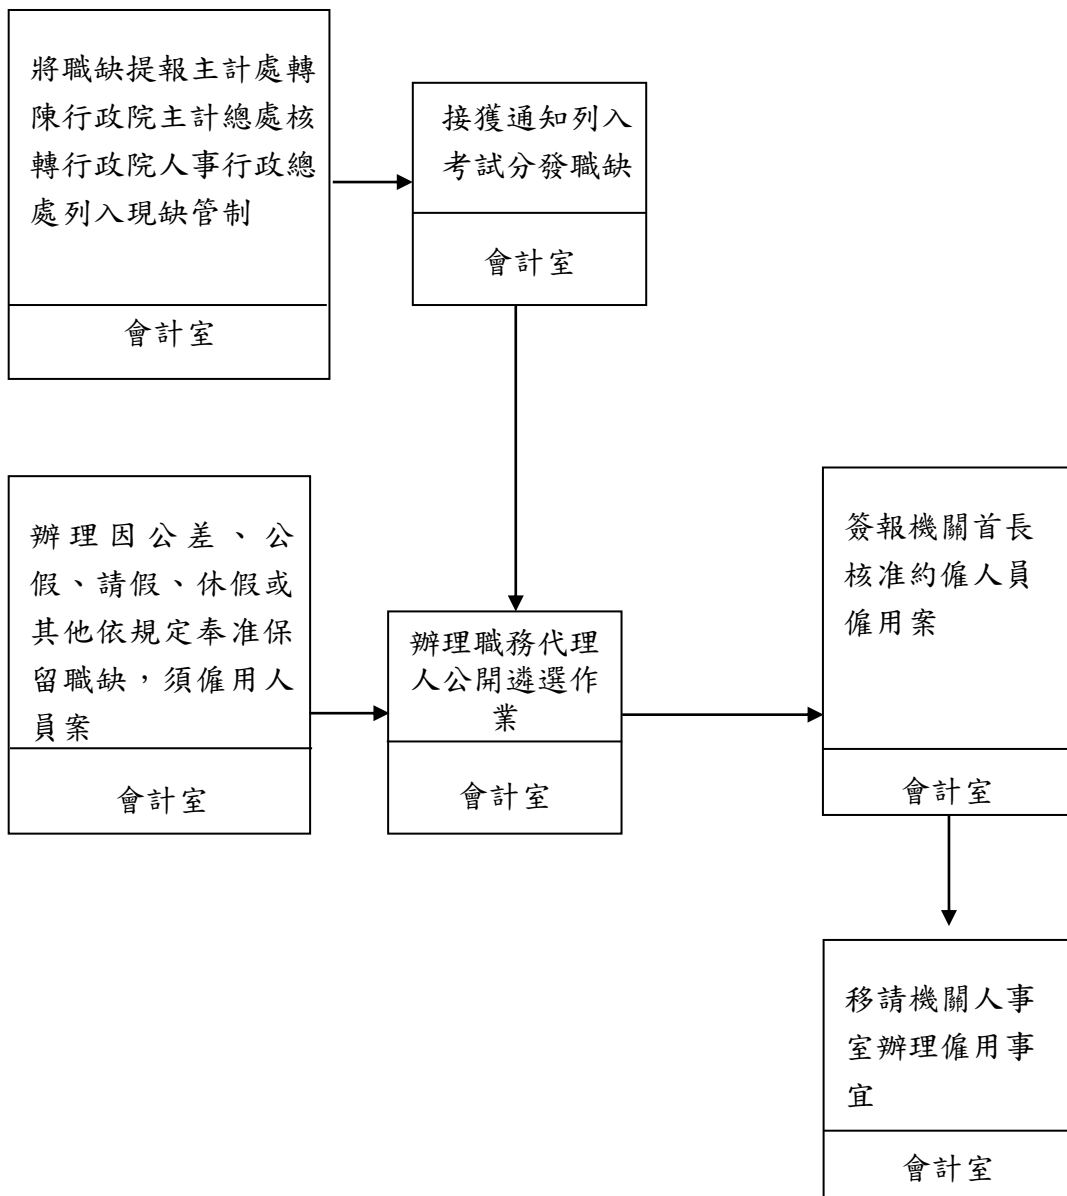 將職缺提報主計處轉
陳行政院主計總處核
轉行政院人事行政總
處列入現缺管制
會計室
接獲通知列入
考試分發職缺
會計室
辦理因公差、公
假、請假、休假或
其他依規定奉准保
留職缺，須僱用人
員案
會計室
辦理職務代理
人公開遴選作
業
會計室
簽報機關首長
核准約僱人員
僱用案
會計室
移請機關人事
室辦理僱用事
宜
會計室